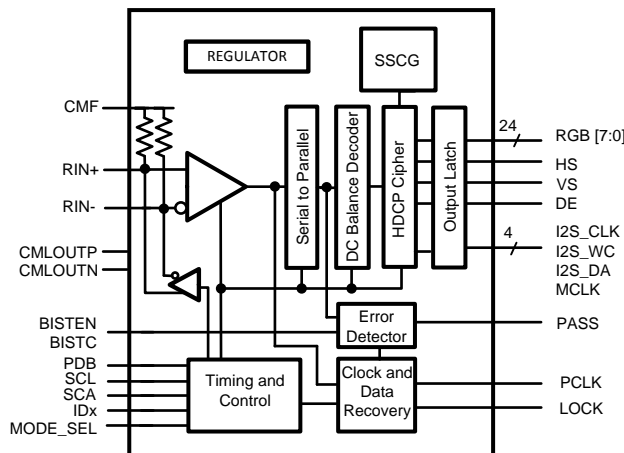 REGULATOR
SSCG
CMF
RIN+
RIN-
CMLOUTP
CMLOUTN
BISTEN
BISTC
PDB
SCL
SCA
IDx
MODE_SEL
Serial to Parallel
DC Balance Decoder
HDCP Cipher
Output Latch
Timing and
Control
Error
Detector
Clock and
Data
Recovery
24
RGB [7:0]
HS
VS
DE
4
I2S_CLK
I2S_WC
I2S_DA
MCLK
PASS
PCLK
LOCK